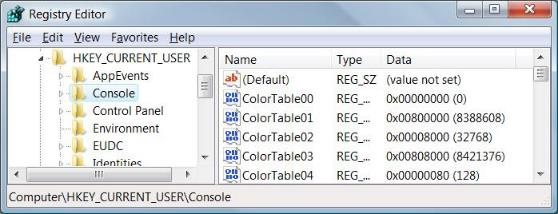 Registry Editor
File Edit View Favorites Help
HKEY_CURRENT_USER
AppEvents
Console
Control Panel
Environment
EUDC
Identities
Name Type Data
(Default) REG_SZ (value not set)
ColorTable00 REG_... 0x00000000 (0)
ColorTable01 REG_... 0x00800000 (8388608)
ColorTable02 REG_... 0x00008000 (32768)
ColorTable03 REG_... 0x00808000 (8421376)
ColorTable04 REG_... 0x00000080 (128)
Computer\HKEY_CURRENT_USER\Console